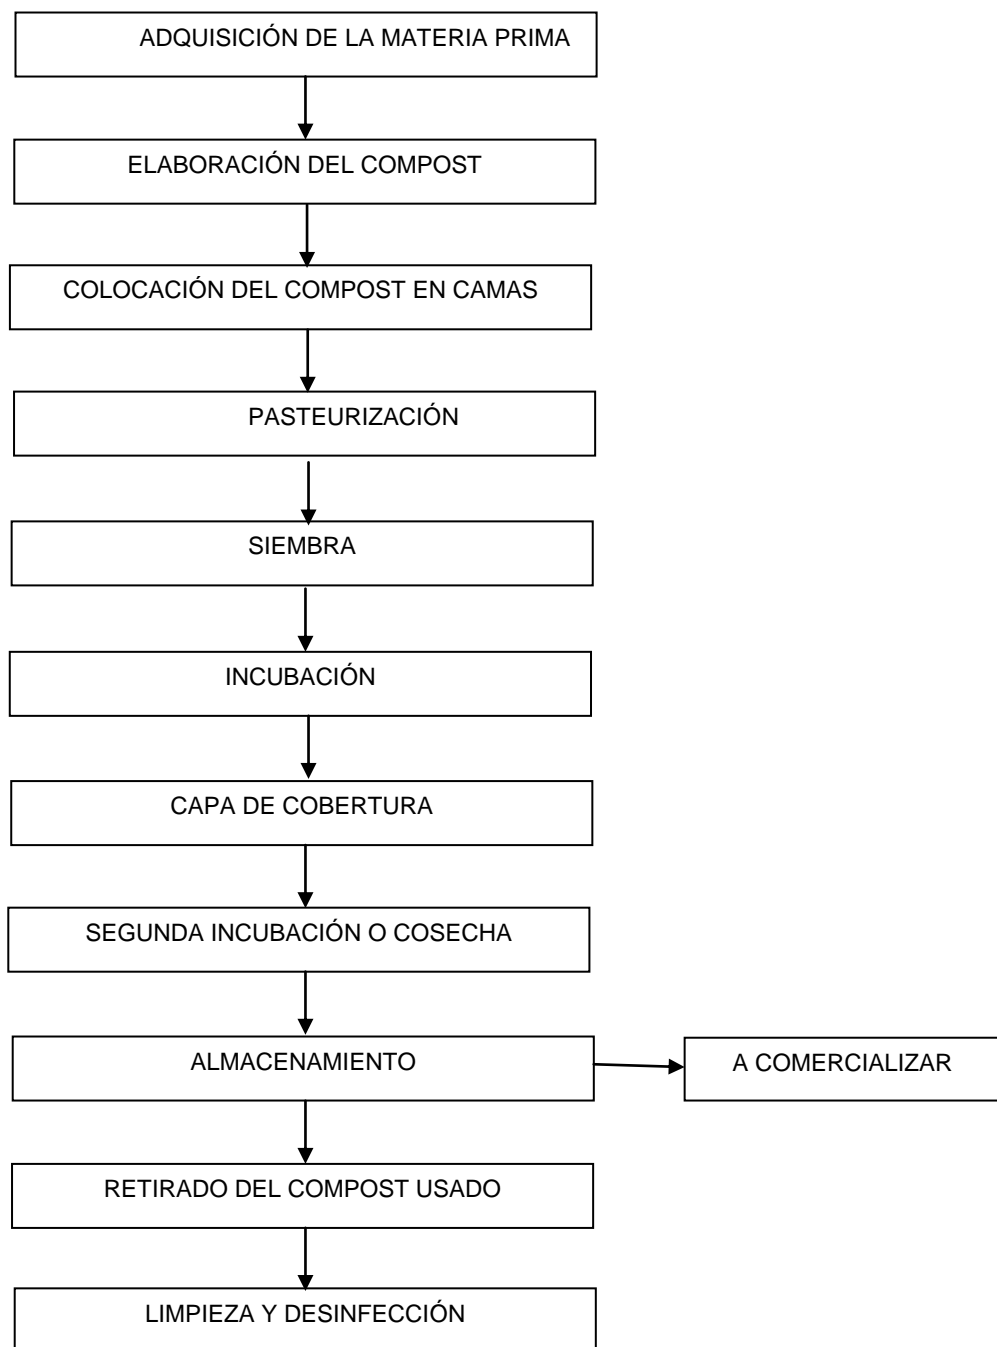 ADQUISICIÓN DE LA MATERIA PRIMA
ELABORACIÓN DEL COMPOST
COLOCACIÓN DEL COMPOST EN CAMAS
PASTEURIZACIÓN
SIEMBRA
INCUBACIÓN
CAPA DE COBERTURA
SEGUNDA INCUBACIÓN O COSECHA
ALMACENAMIENTO
A COMERCIALIZAR
RETIRADO DEL COMPOST USADO
LIMPIEZA Y DESINFECCIÓN